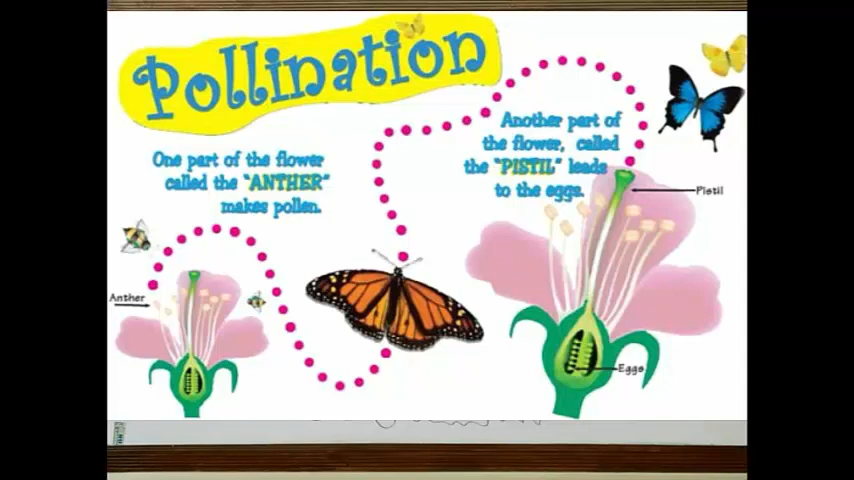 Pollination
One part of the flower
called the "ANTHER"
makes pollen.
Another part of
the flower, called
the "PISTIL" leads
to the eggs.
Pistil
Anther
Eggs